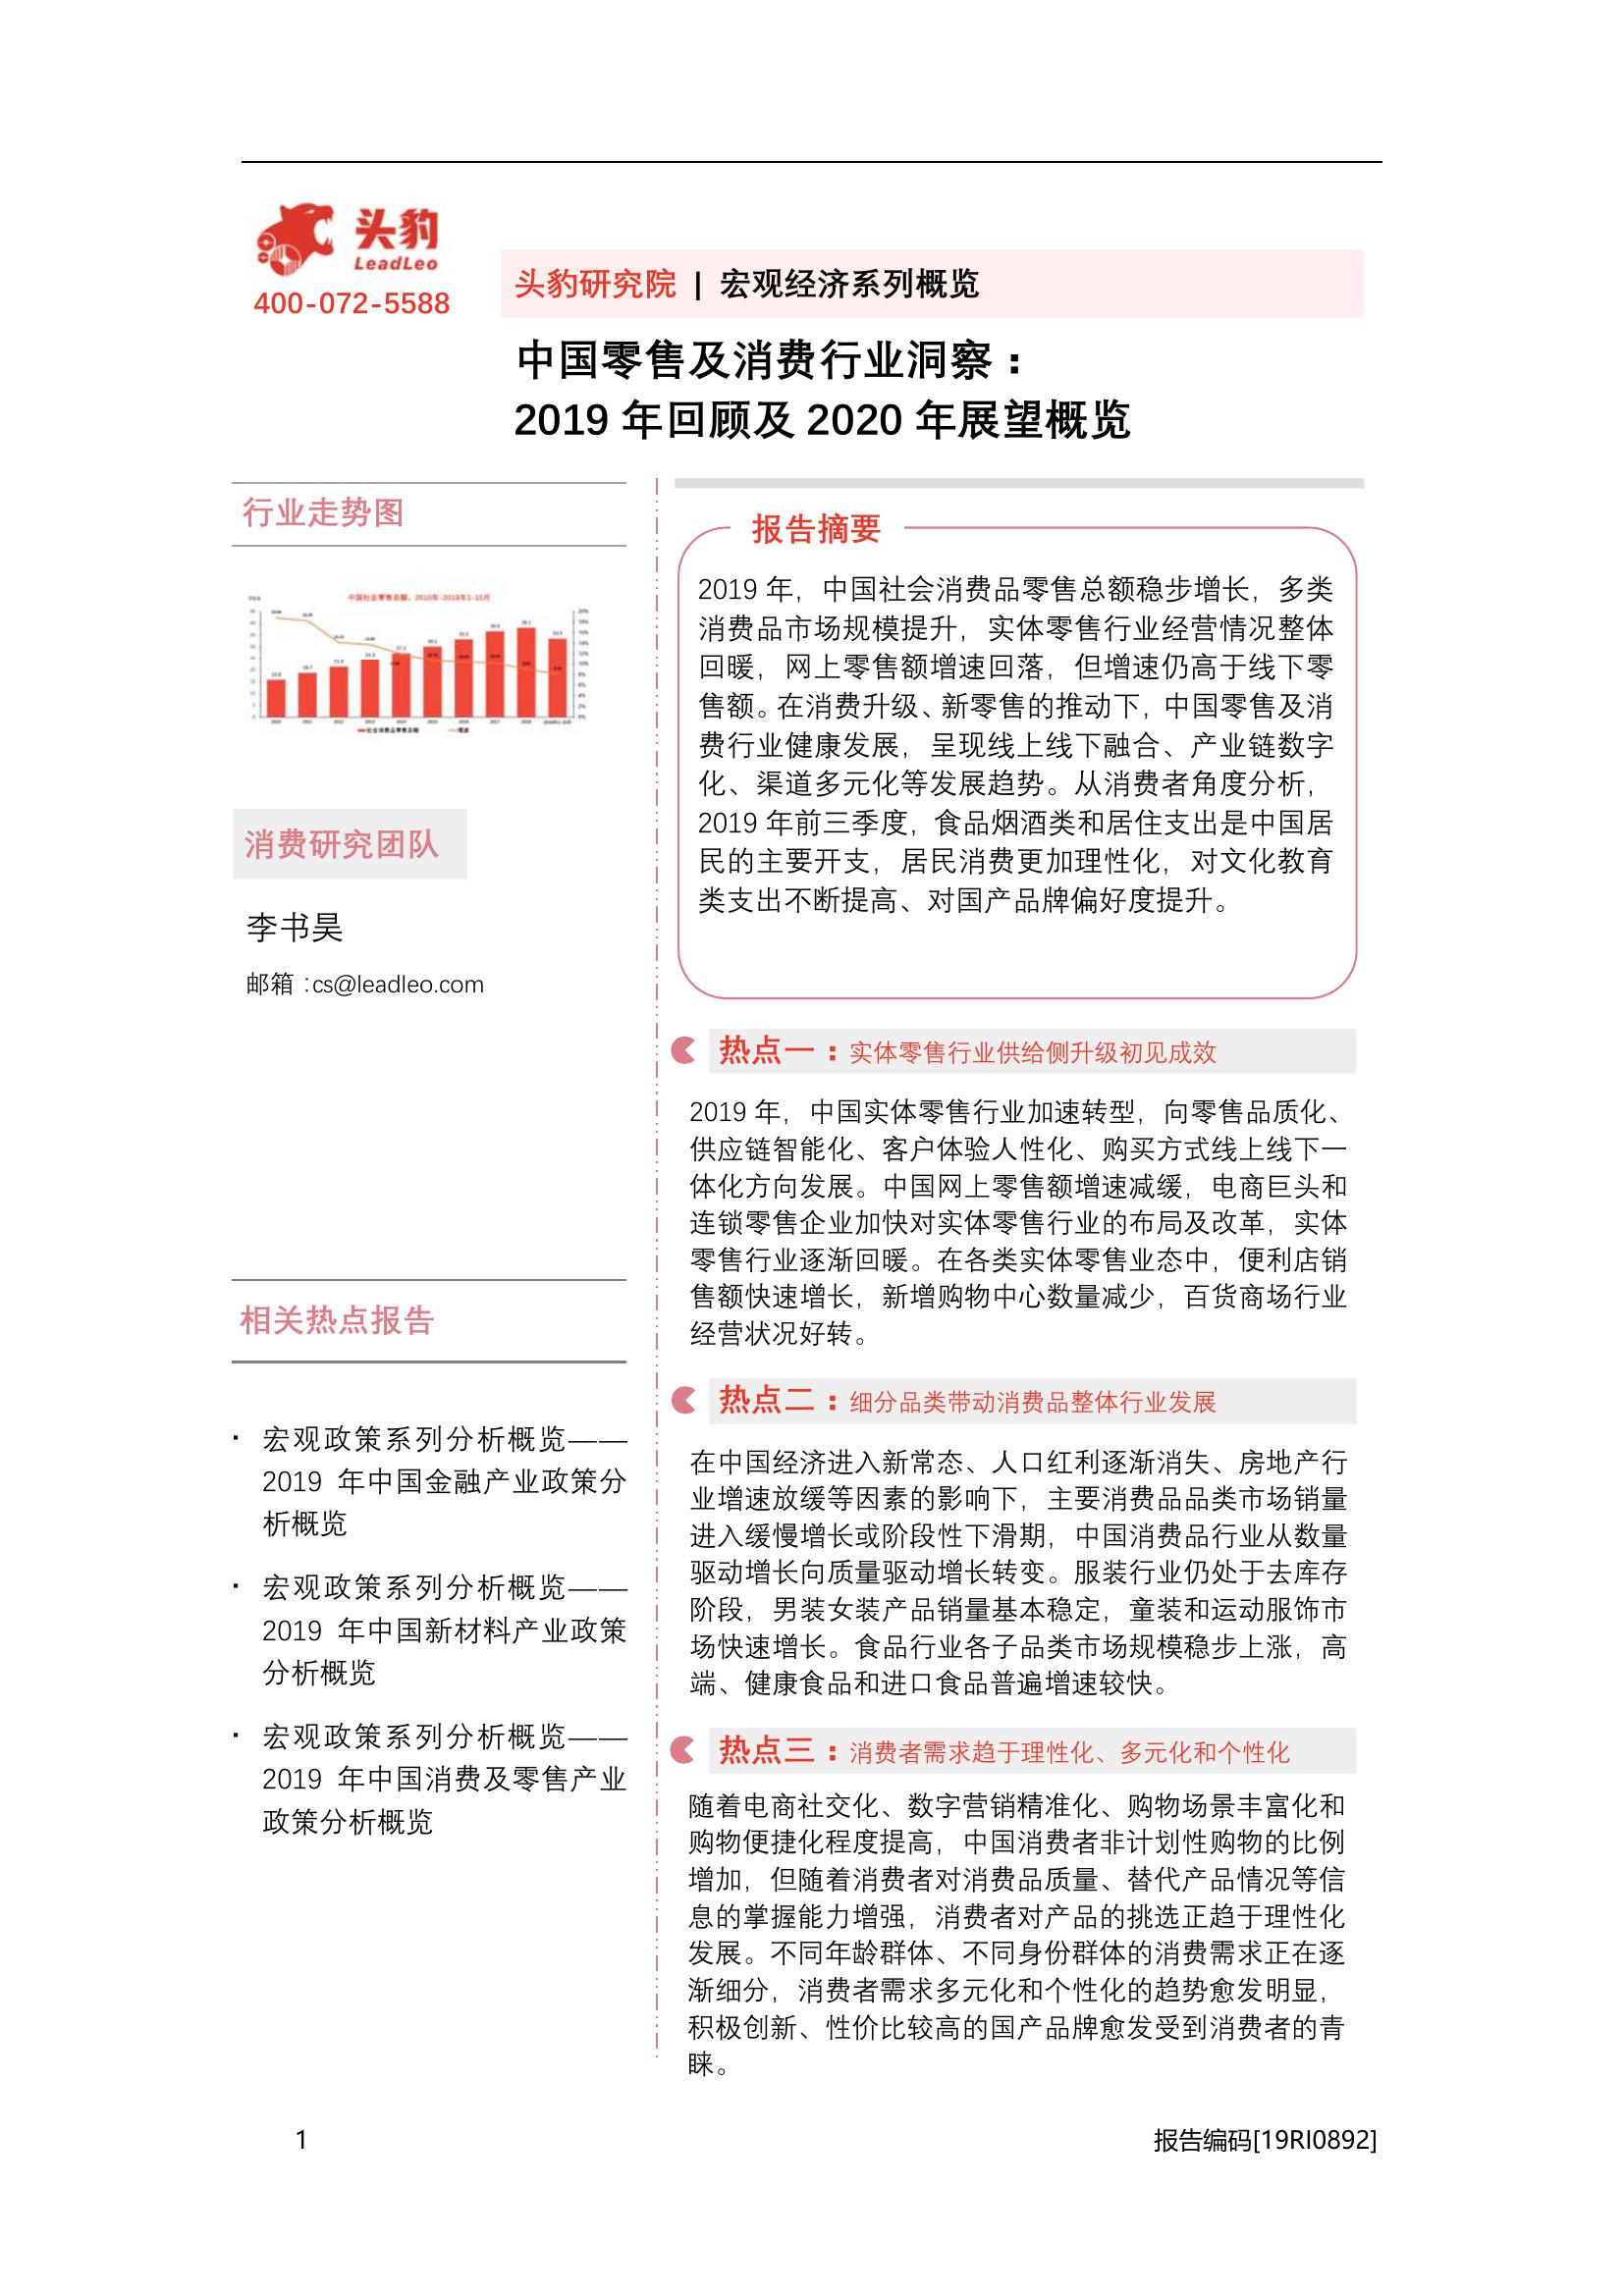 头豹
LeadLeo
400-072-5588
头豹研究院 | 宏观经济系列概览
中国零售及消费行业洞察：
2019 年回顾及 2020 年展望概览
行业走势图
中国社会零售总额，2010年-2019年1-10月
社会消费品零售总额
增速
消费研究团队
李书昊
邮箱：cs@leadleo.com
相关热点报告
· 宏观政策系列分析概览——
2019 年中国金融产业政策分
析概览
· 宏观政策系列分析概览——
2019 年中国新材料产业政策
分析概览
· 宏观政策系列分析概览——
2019 年中国消费及零售产业
政策分析概览
报告摘要
2019 年，中国社会消费品零售总额稳步增长，多类
消费品市场规模提升，实体零售行业经营情况整体
回暖，网上零售额增速回落，但增速仍高于线下零
售额。在消费升级、新零售的推动下，中国零售及消
费行业健康发展，呈现线上线下融合、产业链数字
化、渠道多元化等发展趋势。从消费者角度分析，
2019 年前三季度，食品烟酒类和居住支出是中国居
民的主要开支，居民消费更加理性化，对文化教育
类支出不断提高、对国产品牌偏好度提升。
热点一：实体零售行业供给侧升级初见成效
2019 年，中国实体零售行业加速转型，向零售品质化、
供应链智能化、客户体验人性化、购买方式线上线下一
体化方向发展。中国网上零售额增速减缓，电商巨头和
连锁零售企业加快对实体零售行业的布局及改革，实体
零售行业逐渐回暖。在各类实体零售业态中，便利店销
售额快速增长，新增购物中心数量减少，百货商场行业
经营状况好转。
热点二：细分品类带动消费品整体行业发展
在中国经济进入新常态、人口红利逐渐消失、房地产行
业增速放缓等因素的影响下，主要消费品品类市场销量
进入缓慢增长或阶段性下滑期，中国消费品行业从数量
驱动增长向质量驱动增长转变。服装行业仍处于去库存
阶段，男装女装产品销量基本稳定，童装和运动服饰市
场快速增长。食品行业各子品类市场规模稳步上涨，高
端、健康食品和进口食品普遍增速较快。
热点三：消费者需求趋于理性化、多元化和个性化
随着电商社交化、数字营销精准化、购物场景丰富化和
购物便捷化程度提高，中国消费者非计划性购物的比例
增加，但随着消费者对消费品质量、替代产品情况等信
息的掌握能力增强，消费者对产品的挑选正趋于理性化
发展。不同年龄群体、不同身份群体的消费需求正在逐
渐细分，消费者需求多元化和个性化的趋势愈发明显，
积极创新、性价比较高的国产品牌愈发受到消费者的青
睐。
1
报告编码[19RI0892]